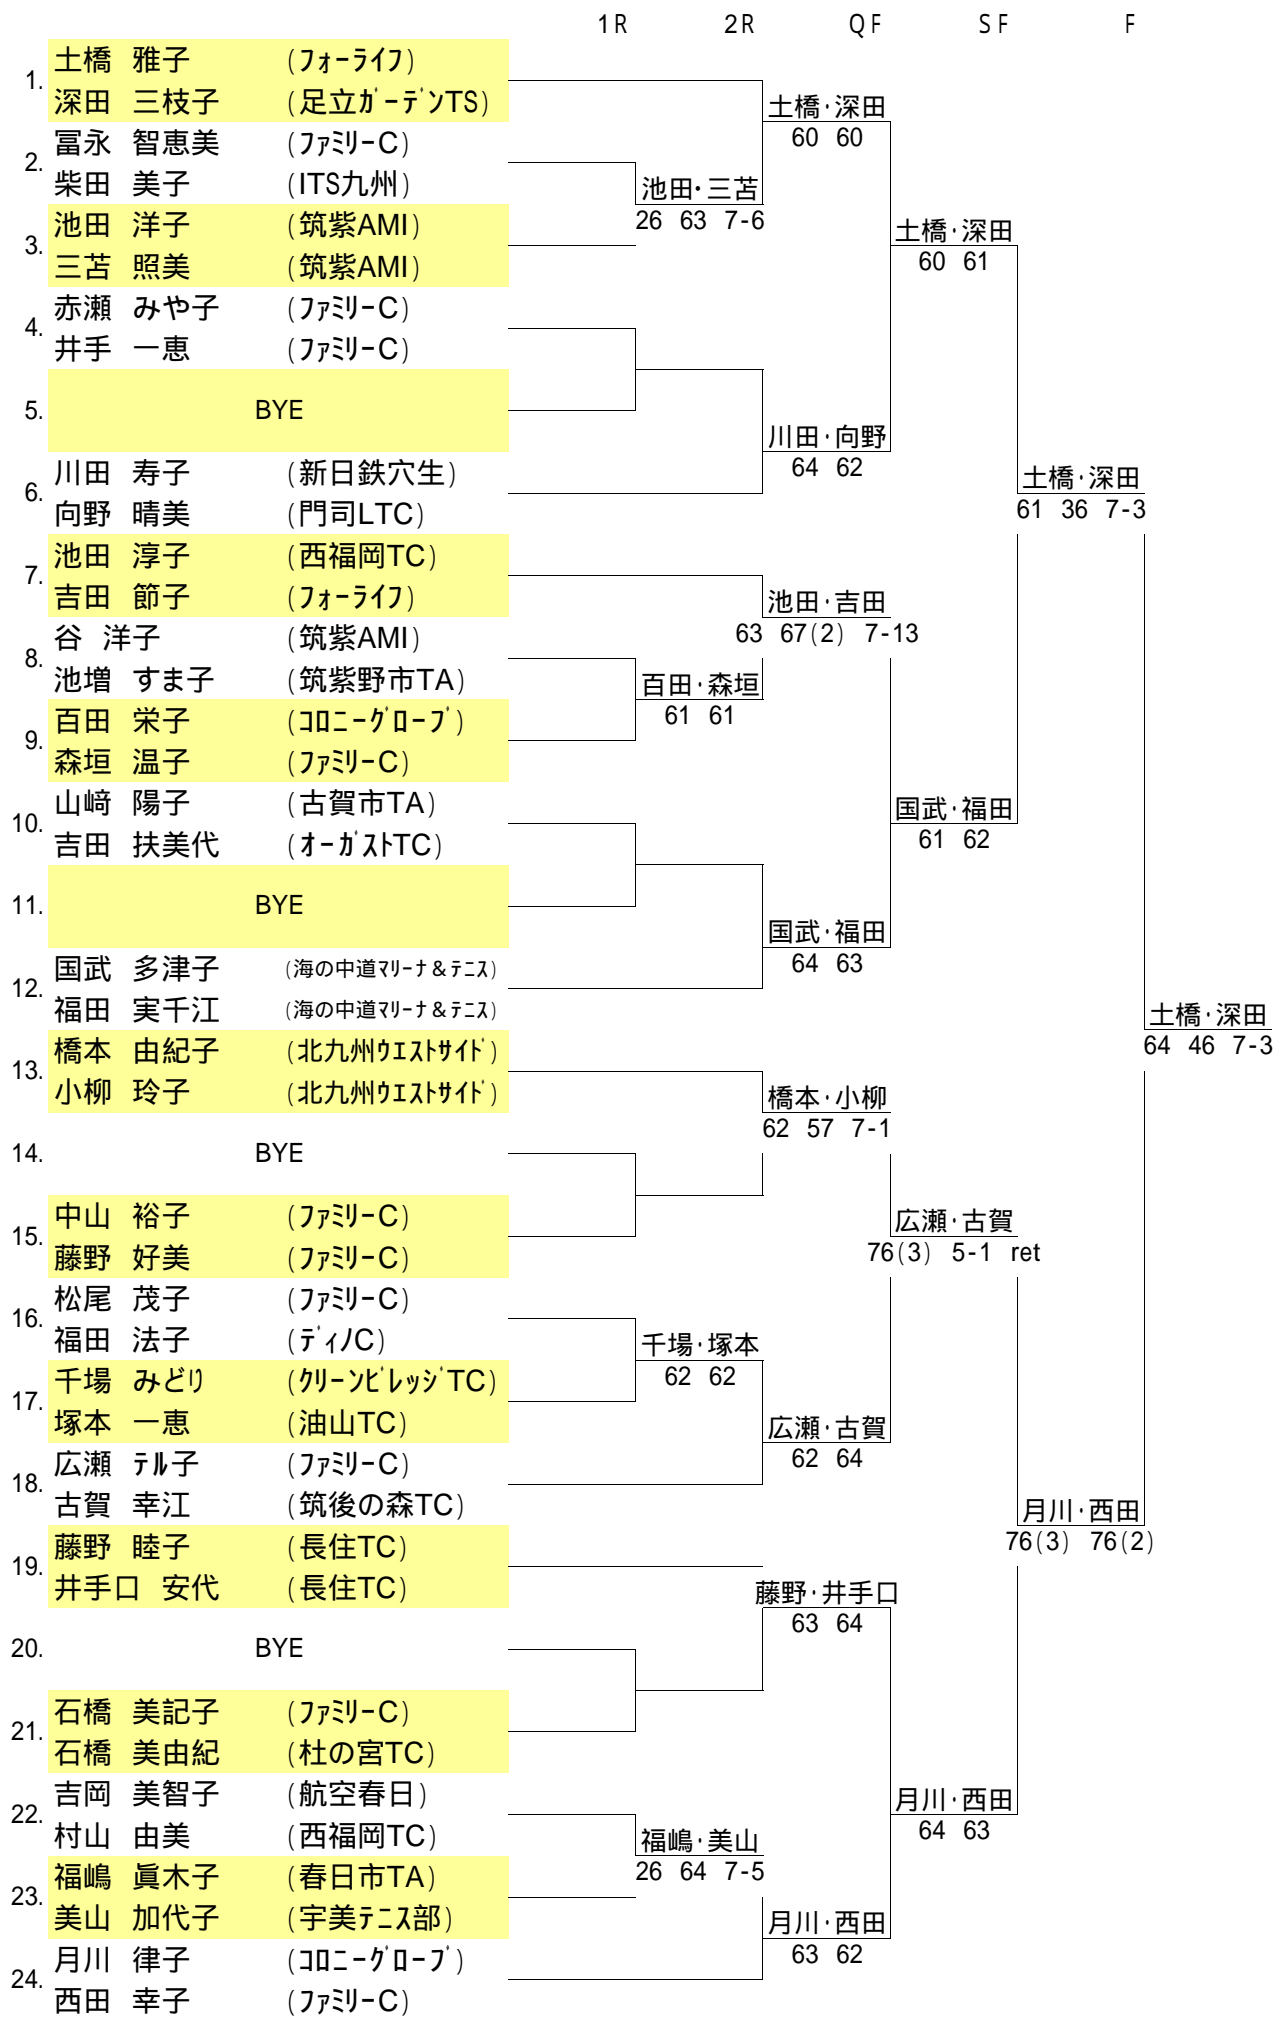 1R 2R QF SF F
1. 土橋 雅子 (フォーライフ)
深田 三枝子 (足立ガーデンTS)
2. 冨永 智恵美 (ファミリーC)
柴田 美子 (ITS九州)
3. 池田 洋子 (筑紫AMI)
三苫 照美 (筑紫AMI)
4. 赤瀬 みや子 (ファミリーC)
井手 一恵 (ファミリーC)
5. BYE
6. 川田 寿子 (新日鉄穴生)
向野 晴美 (門司LTC)
7. 池田 淳子 (西福岡TC)
吉田 節子 (フォーライフ)
8. 谷 洋子 (筑紫AMI)
池増 すま子 (筑紫野市TA)
9. 百田 栄子 (コロニーグローブ)
森垣 温子 (ファミリーC)
10. 山﨑 陽子 (古賀市TA)
吉田 扶美代 (オーガストTC)
11. BYE
12. 国武 多津子 (海の中道マリーナ&テニス)
福田 実千江 (海の中道マリーナ&テニス)
13. 橋本 由紀子 (北九州ウエストサイド)
小柳 玲子 (北九州ウエストサイド)
14. BYE
15. 中山 裕子 (ファミリーC)
藤野 好美 (ファミリーC)
16. 松尾 茂子 (ファミリーC)
福田 法子 (ディノC)
17. 千場 みどり (クリーンビレッジTC)
塚本 一恵 (油山TC)
18. 広瀬 テル子 (ファミリーC)
古賀 幸江 (筑後の森TC)
19. 藤野 睦子 (長住TC)
井手口 安代 (長住TC)
20. BYE
21. 石橋 美記子 (ファミリーC)
石橋 美由紀 (杜の宮TC)
22. 吉岡 美智子 (航空春日)
村山 由美 (西福岡TC)
23. 福嶋 眞木子 (春日市TA)
美山 加代子 (宇美テニス部)
24. 月川 律子 (コロニーグローブ)
西田 幸子 (ファミリーC)
池田・三苫
26 63 7-6
百田・森垣
61 61
千場・塚本
62 62
福嶋・美山
26 64 7-5
土橋・深田
60 60
川田・向野
64 62
池田・吉田
63 67(2) 7-13
国武・福田
64 63
橋本・小柳
62 57 7-1
広瀬・古賀
62 64
藤野・井手口
63 64
月川・西田
63 62
土橋・深田
60 61
国武・福田
61 62
広瀬・古賀
76(3) 5-1 ret
月川・西田
64 63
土橋・深田
61 36 7-3
月川・西田
76(3) 76(2)
土橋・深田
64 46 7-3